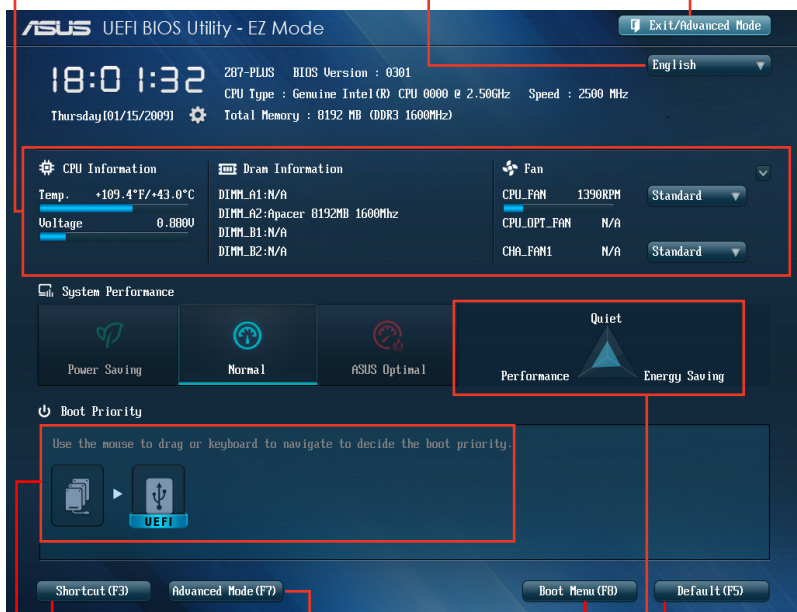 ASUS UEFI BIOS Utility - EZ Mode
Exit/Advanced Mode
English
18:01:32
Thursday[01/15/2009]
Z87-PLUS BIOS Version : 0301
CPU Type : Genuine Intel(R) CPU 0000 @ 2.50GHz Speed : 2500 MHz
Total Memory : 8192 MB (DDR3 1600MHz)
CPU Information
Temp. +109.4°F/+43.0°C
Voltage 0.880V
Dram Information
DIMM_A1:N/A
DIMM_A2:Apacer 8192MB 1600Mhz
DIMM_B1:N/A
DIMM_B2:N/A
Fan
CPU_FAN 1390RPM Standard
CPU_OPT_FAN N/A
CHA_FAN1 N/A Standard
System Performance
Power Saving
Normal
ASUS Optimal
Quiet
Performance
Energy Saving
Boot Priority
Use the mouse to drag or keyboard to navigate to decide the boot priority.
UEFI
Shortcut(F3)
Advanced Mode(F7)
Boot Menu(F8)
Default(F5)